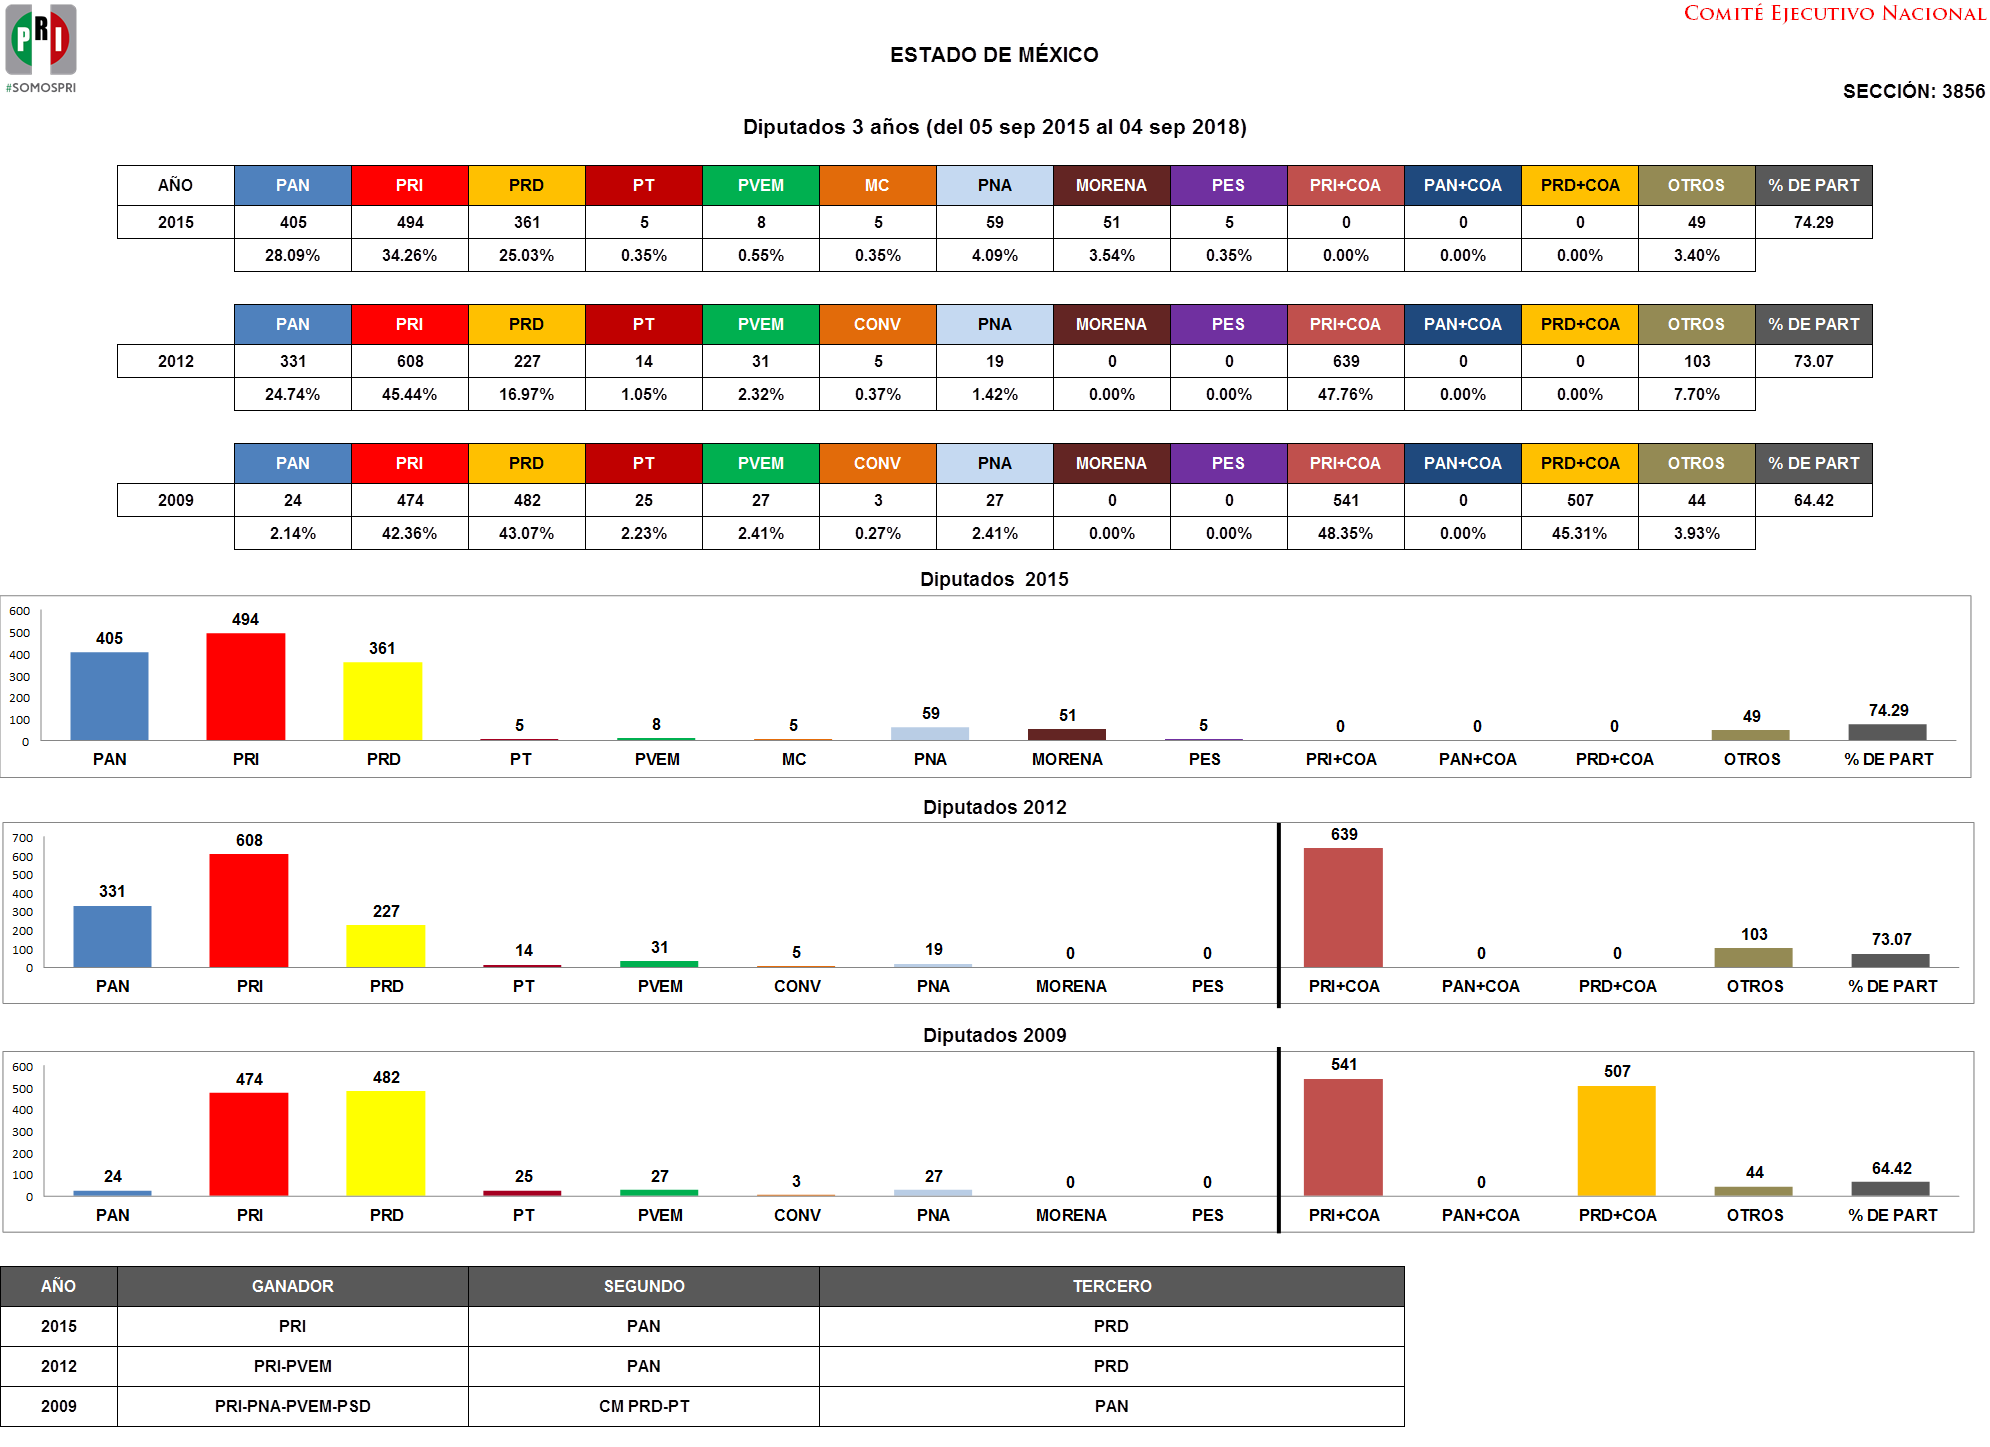 PRI
#SOMOSPRI
COMITÉ EJECUTIVO NACIONAL
ESTADO DE MÉXICO
SECCIÓN: 3856
Diputados 3 años (del 05 sep 2015 al 04 sep 2018)
AÑO PAN PRI PRD PT PVEM MC PNA MORENA PES PRI+COA PAN+COA PRD+COA OTROS % DE PART
2015 405 494 361 5 8 5 59 51 5 0 0 0 49 74.29
28.09% 34.26% 25.03% 0.35% 0.55% 0.35% 4.09% 3.54% 0.35% 0.00% 0.00% 0.00% 3.40%
PAN PRI PRD PT PVEM CONV PNA MORENA PES PRI+COA PAN+COA PRD+COA OTROS % DE PART
2012 331 608 227 14 31 5 19 0 0 639 0 0 103 73.07
24.74% 45.44% 16.97% 1.05% 2.32% 0.37% 1.42% 0.00% 0.00% 47.76% 0.00% 0.00% 7.70%
PAN PRI PRD PT PVEM CONV PNA MORENA PES PRI+COA PAN+COA PRD+COA OTROS % DE PART
2009 24 474 482 25 27 3 27 0 0 541 0 507 44 64.42
2.14% 42.36% 43.07% 2.23% 2.41% 0.27% 2.41% 0.00% 0.00% 48.35% 0.00% 45.31% 3.93%
Diputados 2015
600
500
400
300
200
100
0
405 494 361 5 8 5 59 51 5 0 0 0 49 74.29
PAN PRI PRD PT PVEM MC PNA MORENA PES PRI+COA PAN+COA PRD+COA OTROS % DE PART
Diputados 2012
700
600
500
400
300
200
100
0
331 608 227 14 31 5 19 0 0 639 0 0 103 73.07
PAN PRI PRD PT PVEM CONV PNA MORENA PES PRI+COA PAN+COA PRD+COA OTROS % DE PART
Diputados 2009
600
500
400
300
200
100
0
24 474 482 25 27 3 27 0 0 541 0 507 44 64.42
PAN PRI PRD PT PVEM CONV PNA MORENA PES PRI+COA PAN+COA PRD+COA OTROS % DE PART
AÑO GANADOR SEGUNDO TERCERO
2015 PRI PAN PRD
2012 PRI-PVEM PAN PRD
2009 PRI-PNA-PVEM-PSD CM PRD-PT PAN